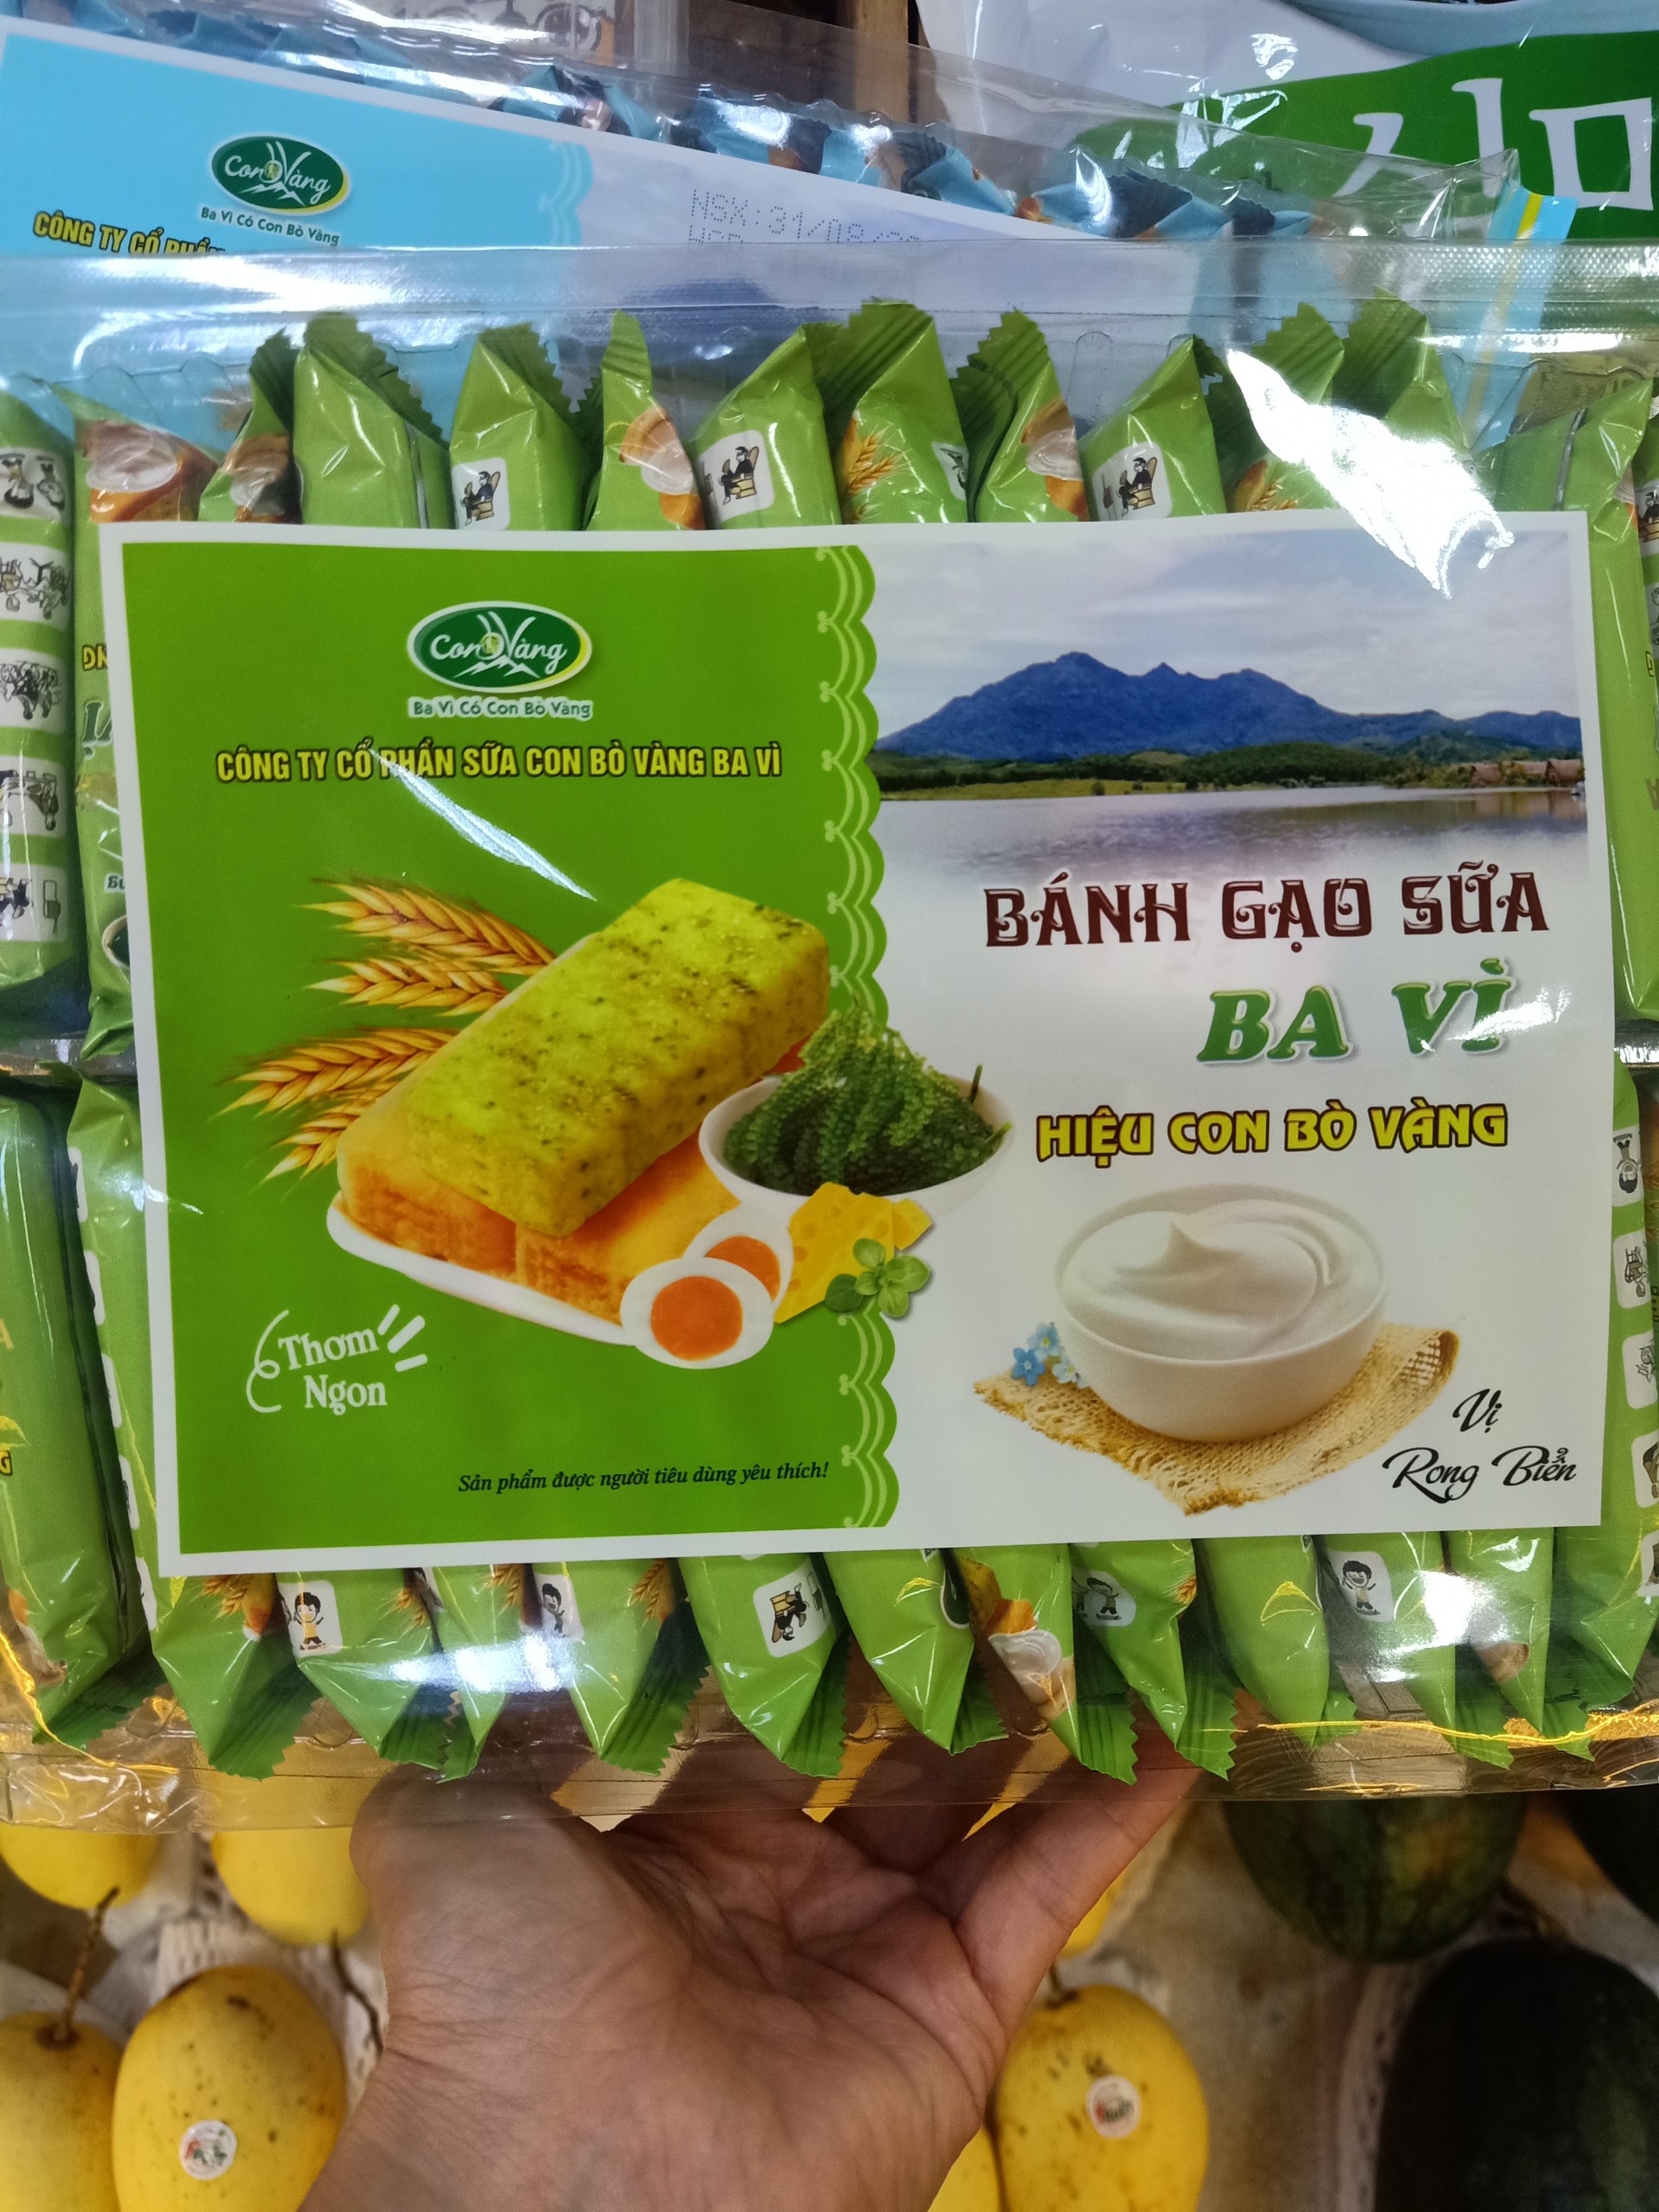 Con Vàng
Ba Vì Có Con Bò Vàng
CÔNG TY CỔ PHẦN
NSX: 31/08/
Con Vàng
Ba Vì Có Con Bò Vàng
CÔNG TY CỔ PHẦN SỮA CON BÒ VÀNG BA VÌ
BÁNH GẠO SỮA
BA VÌ
HIỆU CON BÒ VÀNG
Thơm
Ngon
Vị
Rong Biển
Sản phẩm được người tiêu dùng yêu thích!